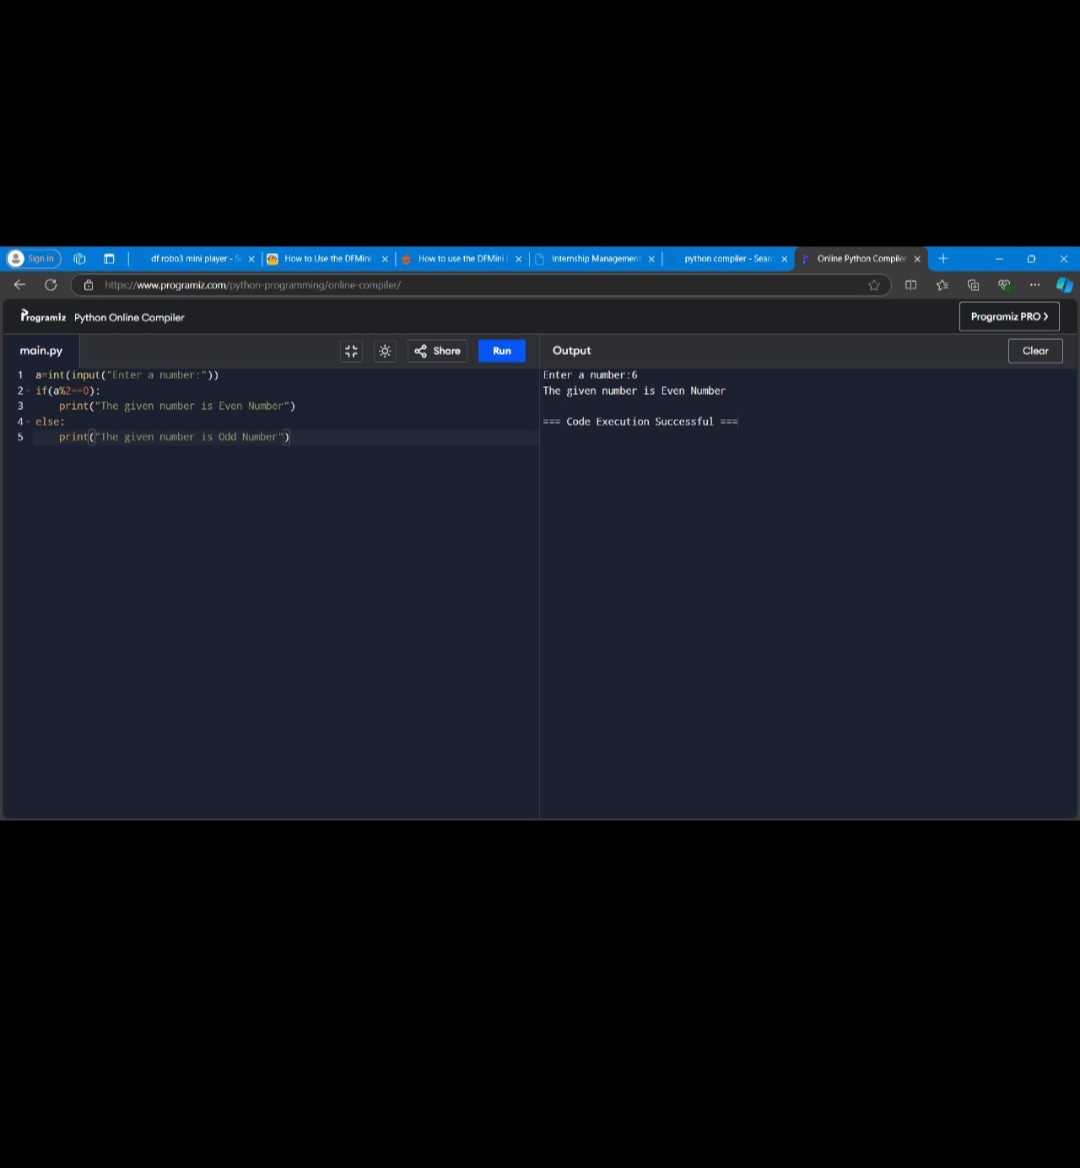 Sign in
df robo3 mini player - S
How to Use the DFMini
How to use the DFMini
Internship Management
python compiler - Sear
Online Python Compiler
https://www.programiz.com/python-programming/online-compiler/
Programiz Python Online Compiler
Programiz PRO >
main.py
Share
Run
Output
Clear
1 a=int(input("Enter a number:"))
2 if(a%2==0):
3 print("The given number is Even Number")
4 else:
5 print("The given number is Odd Number")
Enter a number:6
The given number is Even Number
=== Code Execution Successful ===